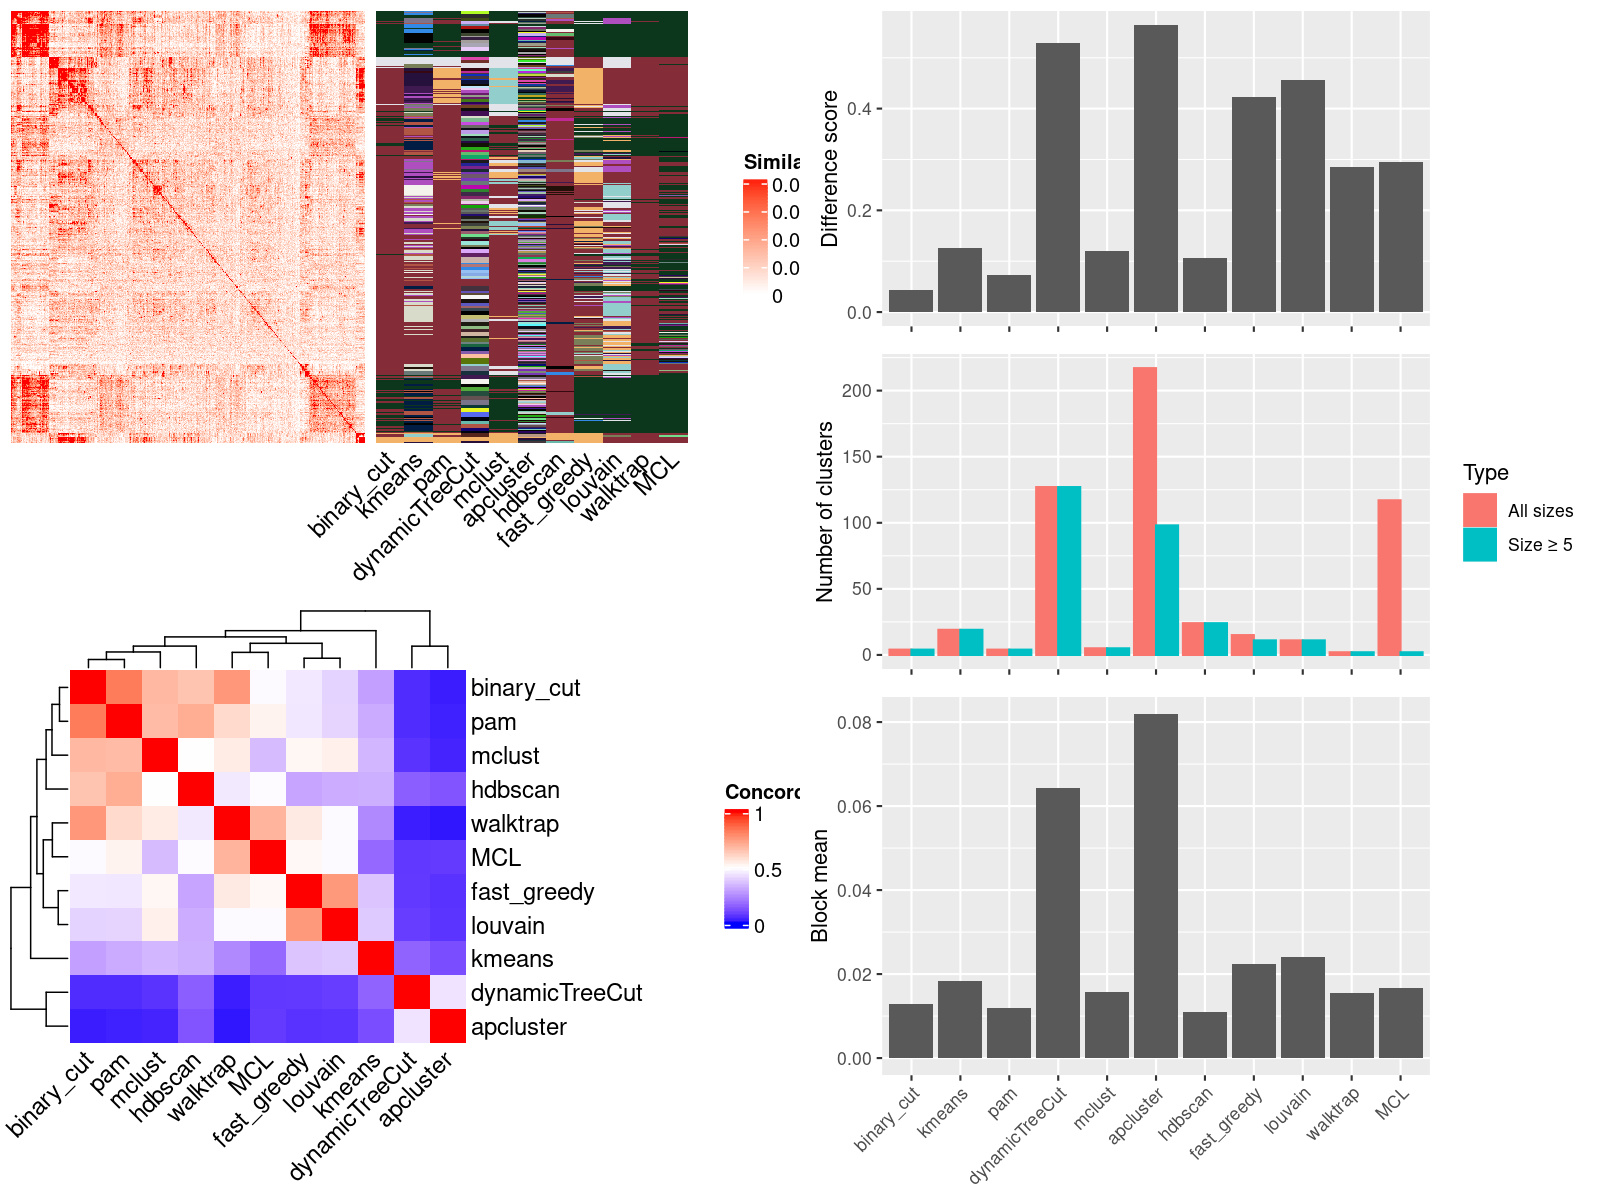 Simila
0.0
0.0
0.0
0.0
0
binary_cut
kmeans
pam
dynamicTreeCut
mclust
apcluster
hdbscan
fast_greedy
louvain
walktrap
MCL
binary_cut
pam
mclust
hdbscan
walktrap
MCL
fast_greedy
louvain
kmeans
dynamicTreeCut
apcluster
binary_cut
pam
mclust
hdbscan
walktrap
MCL
fast_greedy
louvain
kmeans
dynamicTreeCut
apcluster
Concord
1
0.5
0
Difference score
0.4
0.2
0.0
Number of clusters
200
150
100
50
0
Type
All sizes
Size ≥ 5
Block mean
0.08
0.06
0.04
0.02
0.00
binary_cut
kmeans
pam
dynamicTreeCut
mclust
apcluster
hdbscan
fast_greedy
louvain
walktrap
MCL